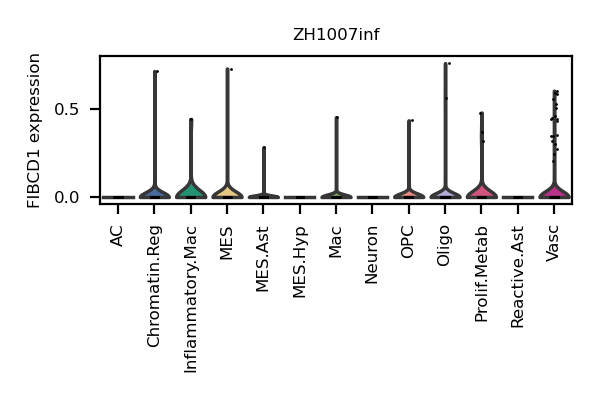 ZH1007inf
FIBCD1 expression
0.5
0.0
AC
Chromatin.Reg
Inflammatory.Mac
MES
MES.Ast
MES.Hyp
Mac
Neuron
OPC
Oligo
Prolif.Metab
Reactive.Ast
Vasc